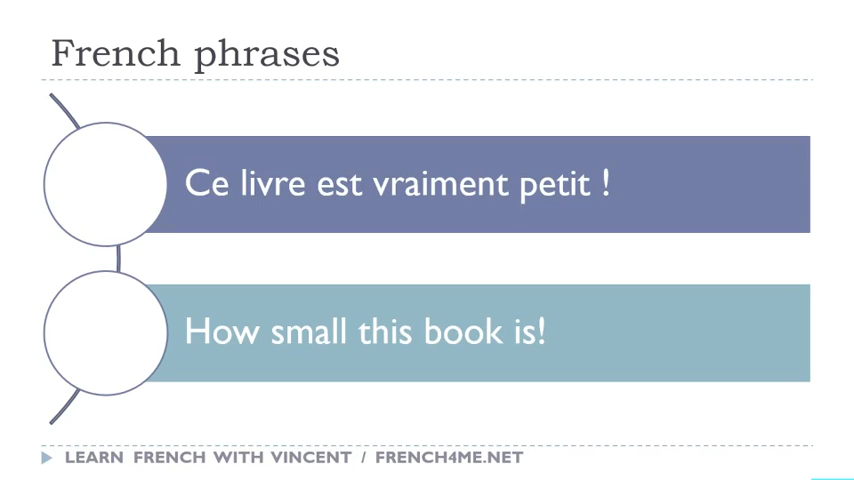 French phrases
Ce livre est vraiment petit !
How small this book is!
LEARN FRENCH WITH VINCENT / FRENCH4ME.NET